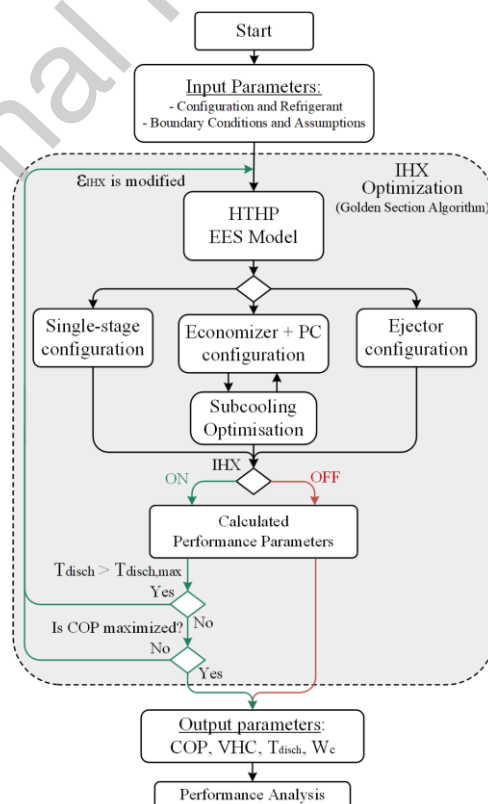 nal
Start
Input Parameters:
- Configuration and Refrigerant
- Boundary Conditions and Assumptions
εIHX is modified
IHX
Optimization
(Golden Section Algorithm)
HTHP
EES Model
Single-stage
configuration
Economizer + PC
configuration
Ejector
configuration
Subcooling
Optimisation
IHX
ON
OFF
Calculated
Performance Parameters
Tdisch > Tdisch,max
Yes
No
Is COP maximized?
No
Yes
Output parameters:
COP, VHC, Tdisch, Wc
Performance Analysis